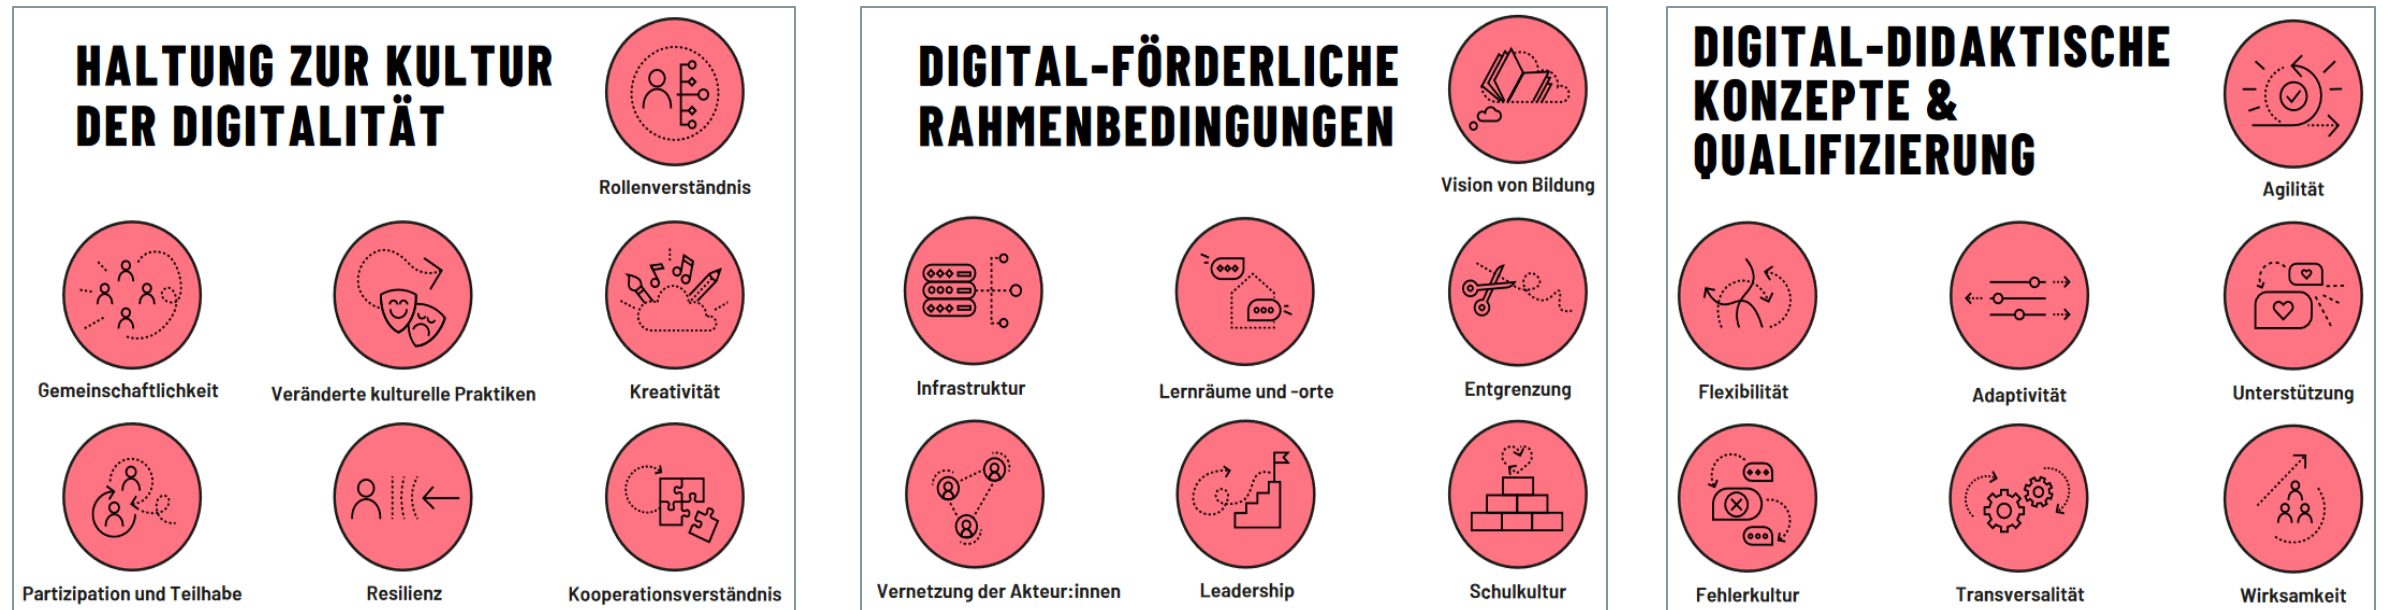 HALTUNG ZUR KULTUR
DER DIGITALITÄT
Rollenverständnis
Gemeinschaftlichkeit
Veränderte kulturelle Praktiken
Kreativität
Partizipation und Teilhabe
Resilienz
Kooperationsverständnis
DIGITAL-FÖRDERLICHE
RAHMENBEDINGUNGEN
Vision von Bildung
Infrastruktur
Lernräume und -orte
Entgrenzung
Vernetzung der Akteur:innen
Leadership
Schulkultur
DIGITAL-DIDAKTISCHE
KONZEPTE &
QUALIFIZIERUNG
Agilität
Flexibilität
Adaptivität
Unterstützung
Fehlerkultur
Transversalität
Wirksamkeit